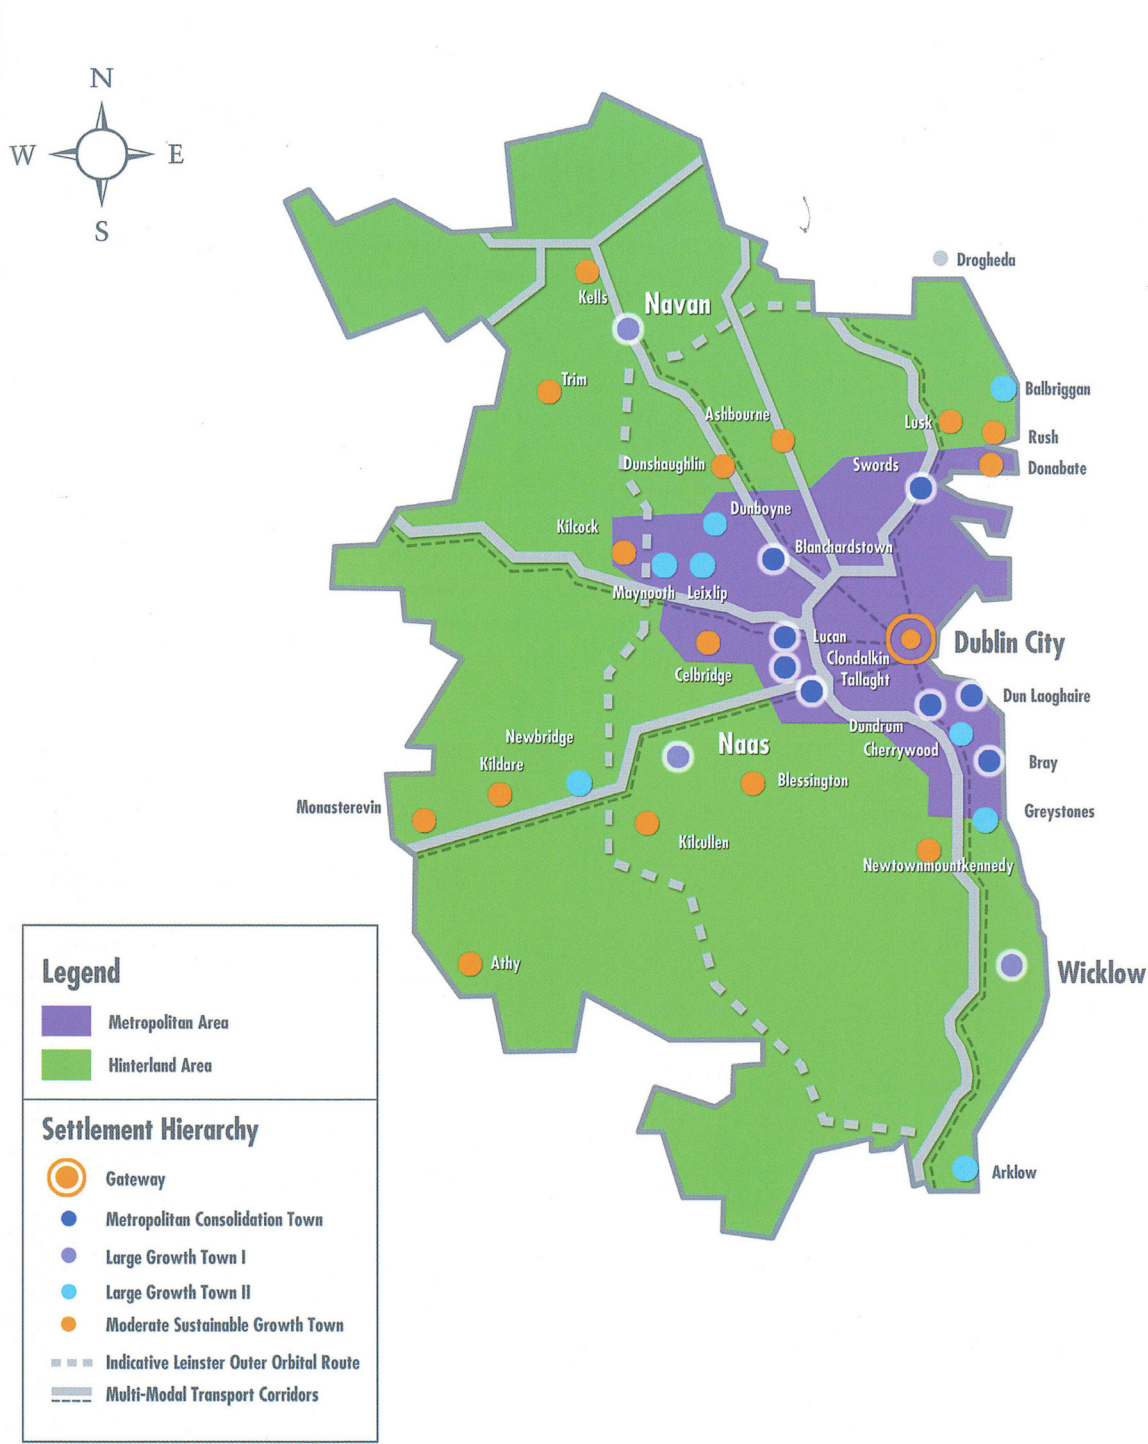 N
W
E
S
Drogheda
Kells
Navan
Trim
Balbriggan
Ashbourne
Lusk
Rush
Dunshaughlin
Swords
Donabate
Dunboyne
Kilcock
Blanchardstown
Maynooth
Leixlip
Lucan
Dublin City
Clondalkin
Celbridge
Tallaght
Dun Laoghaire
Dundrum
Newbridge
Naas
Cherrywood
Kildare
Bray
Blessington
Monasterevin
Greystones
Kilcullen
Newtownmountkennedy
Athy
Wicklow
Arklow
Legend
Metropolitan Area
Hinterland Area
Settlement Hierarchy
Gateway
Metropolitan Consolidation Town
Large Growth Town I
Large Growth Town II
Moderate Sustainable Growth Town
Indicative Leinster Outer Orbital Route
Multi-Modal Transport Corridors